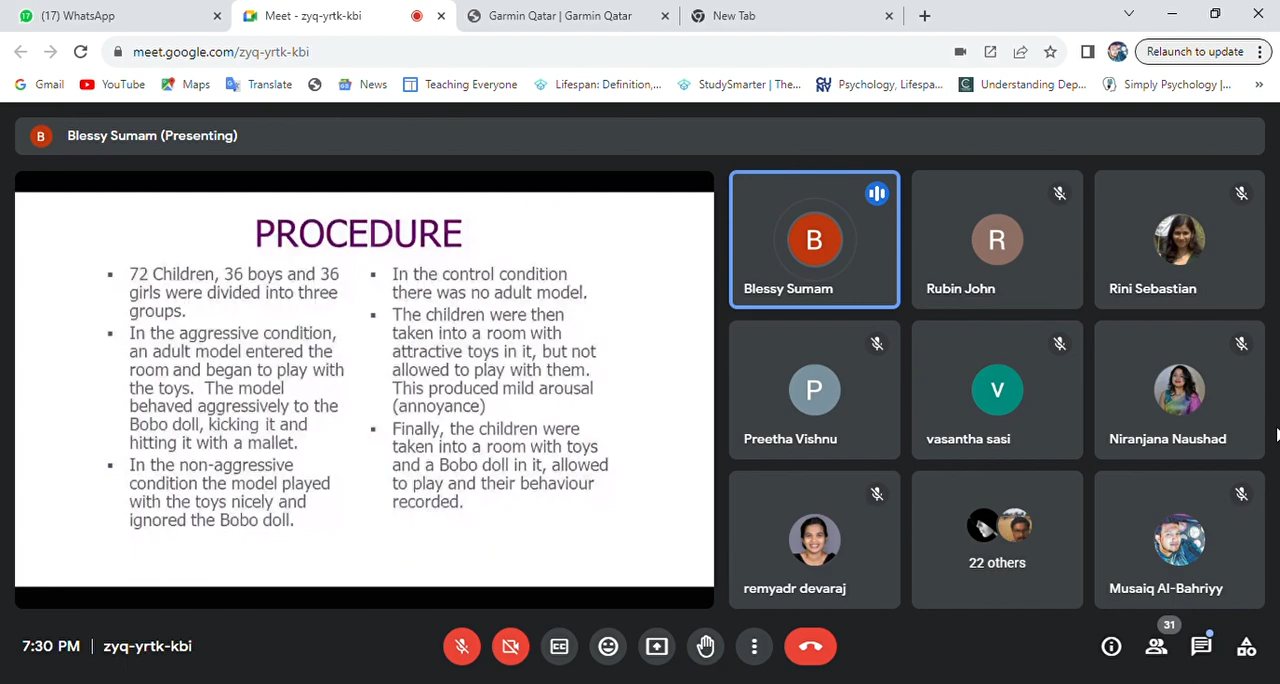 (17) WhatsApp
Meet - zyq-yrtk-kbi
Garmin Qatar | Garmin Qatar
New Tab
meet.google.com/zyq-yrtk-kbi
Relaunch to update
Gmail
YouTube
Maps
Translate
News
Teaching Everyone
Lifespan: Definition,...
StudySmarter | The...
Psychology, Lifespa...
Understanding Dep...
Simply Psychology |...
B
Blessy Sumam (Presenting)
PROCEDURE
72 Children, 36 boys and 36
girls were divided into three
groups.
In the aggressive condition,
an adult model entered the
room and began to play with
the toys. The model
behaved aggressively to the
Bobo doll, kicking it and
hitting it with a mallet.
In the non-aggressive
condition the model played
with the toys nicely and
ignored the Bobo doll.
In the control condition
there was no adult model.
The children were then
taken into a room with
attractive toys in it, but not
allowed to play with them.
This produced mild arousal
(annoyance)
Finally, the children were
taken into a room with toys
and a Bobo doll in it, allowed
to play and their behaviour
recorded.
B
Blessy Sumam
R
Rubin John
Rini Sebastian
P
Preetha Vishnu
V
vasantha sasi
Niranjana Naushad
remyadr devaraj
22 others
Musaiq Al-Bahriyy
7:30 PM
zyq-yrtk-kbi
31